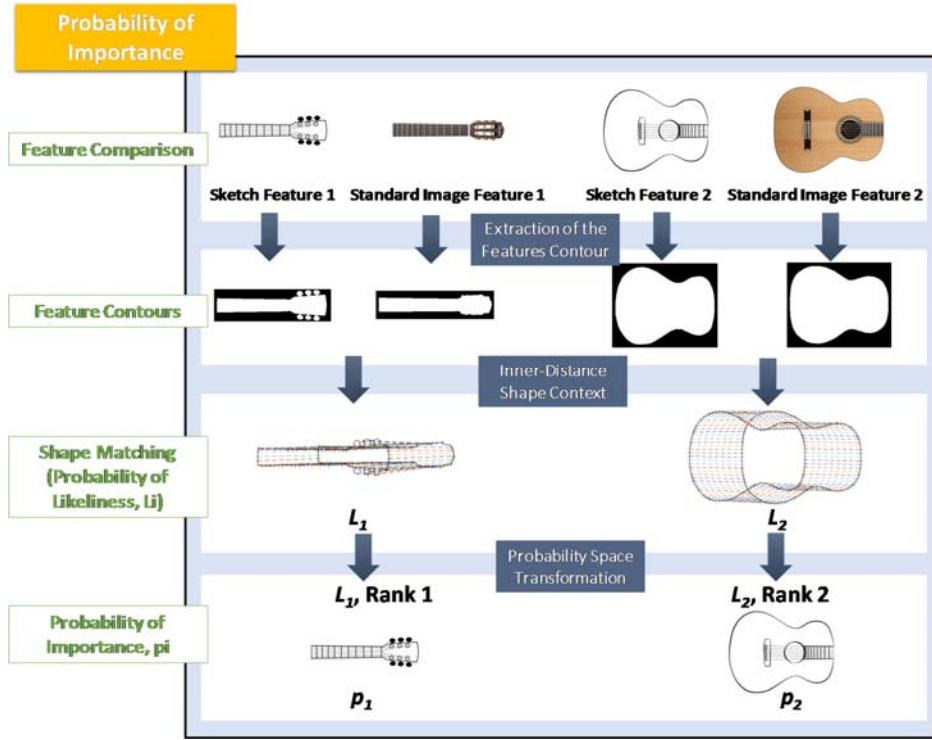 Probability of
Importance
Feature Comparison
Sketch Feature 1
Standard Image Feature 1
Sketch Feature 2
Standard Image Feature 2
Extraction of the
Features Contour
Feature Contours
Inner-Distance
Shape Context
Shape Matching
(Probability of
Likeliness, Li)
L1
L2
Probability Space
Transformation
L1, Rank 1
L2, Rank 2
Probability of
Importance, pi
p1
p2